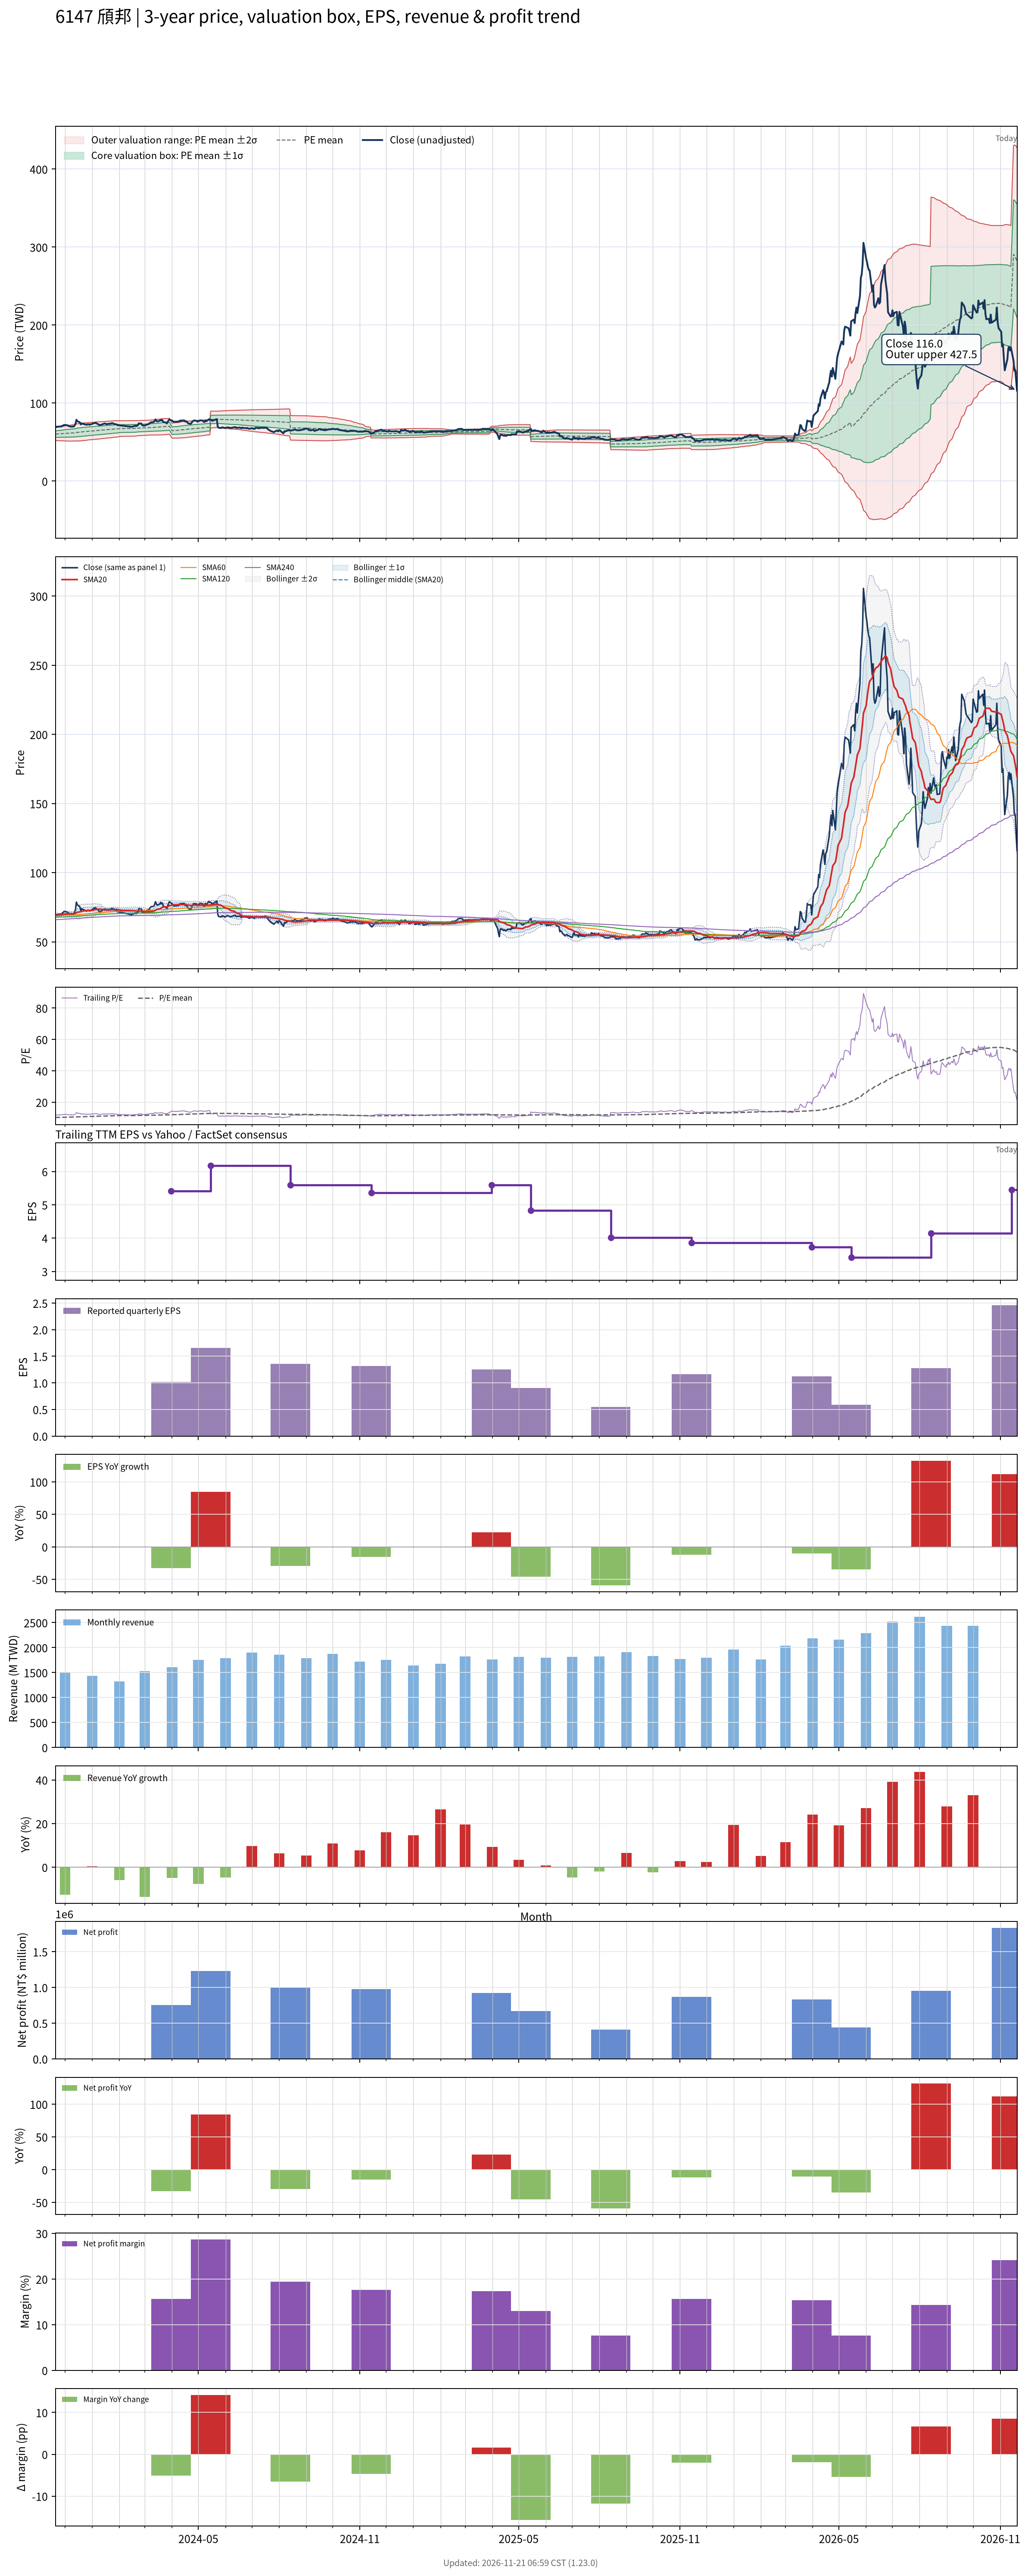 6147 頎邦 | 3-year price, valuation box, EPS, revenue & profit trend
Outer valuation range: PE mean ±2σ
Core valuation box: PE mean ±1σ
PE mean
Close (unadjusted)
Today
Price (TWD)
400
300
200
100
0
Close 116.0
Outer upper 427.5
Close (same as panel 1)
SMA20
SMA60
SMA120
SMA240
Bollinger ±2σ
Bollinger ±1σ
Bollinger middle (SMA20)
Price
300
250
200
150
100
50
Trailing P/E
P/E mean
P/E
80
60
40
20
Trailing TTM EPS vs Yahoo / FactSet consensus
Today
EPS
6
5
4
3
Reported quarterly EPS
EPS
2.5
2.0
1.5
1.0
0.5
0.0
EPS YoY growth
YoY (%)
100
50
0
-50
Monthly revenue
Revenue (M TWD)
2500
2000
1500
1000
500
0
Revenue YoY growth
YoY (%)
40
20
0
Month
1e6
Net profit
Net profit (NT$ million)
1.5
1.0
0.5
0.0
Net profit YoY
YoY (%)
100
50
0
-50
Net profit margin
Margin (%)
30
20
10
0
Margin YoY change
Δ margin (pp)
10
0
-10
2024-05
2024-11
2025-05
2025-11
2026-05
2026-11
Updated: 2026-11-21 06:59 CST (1.23.0)